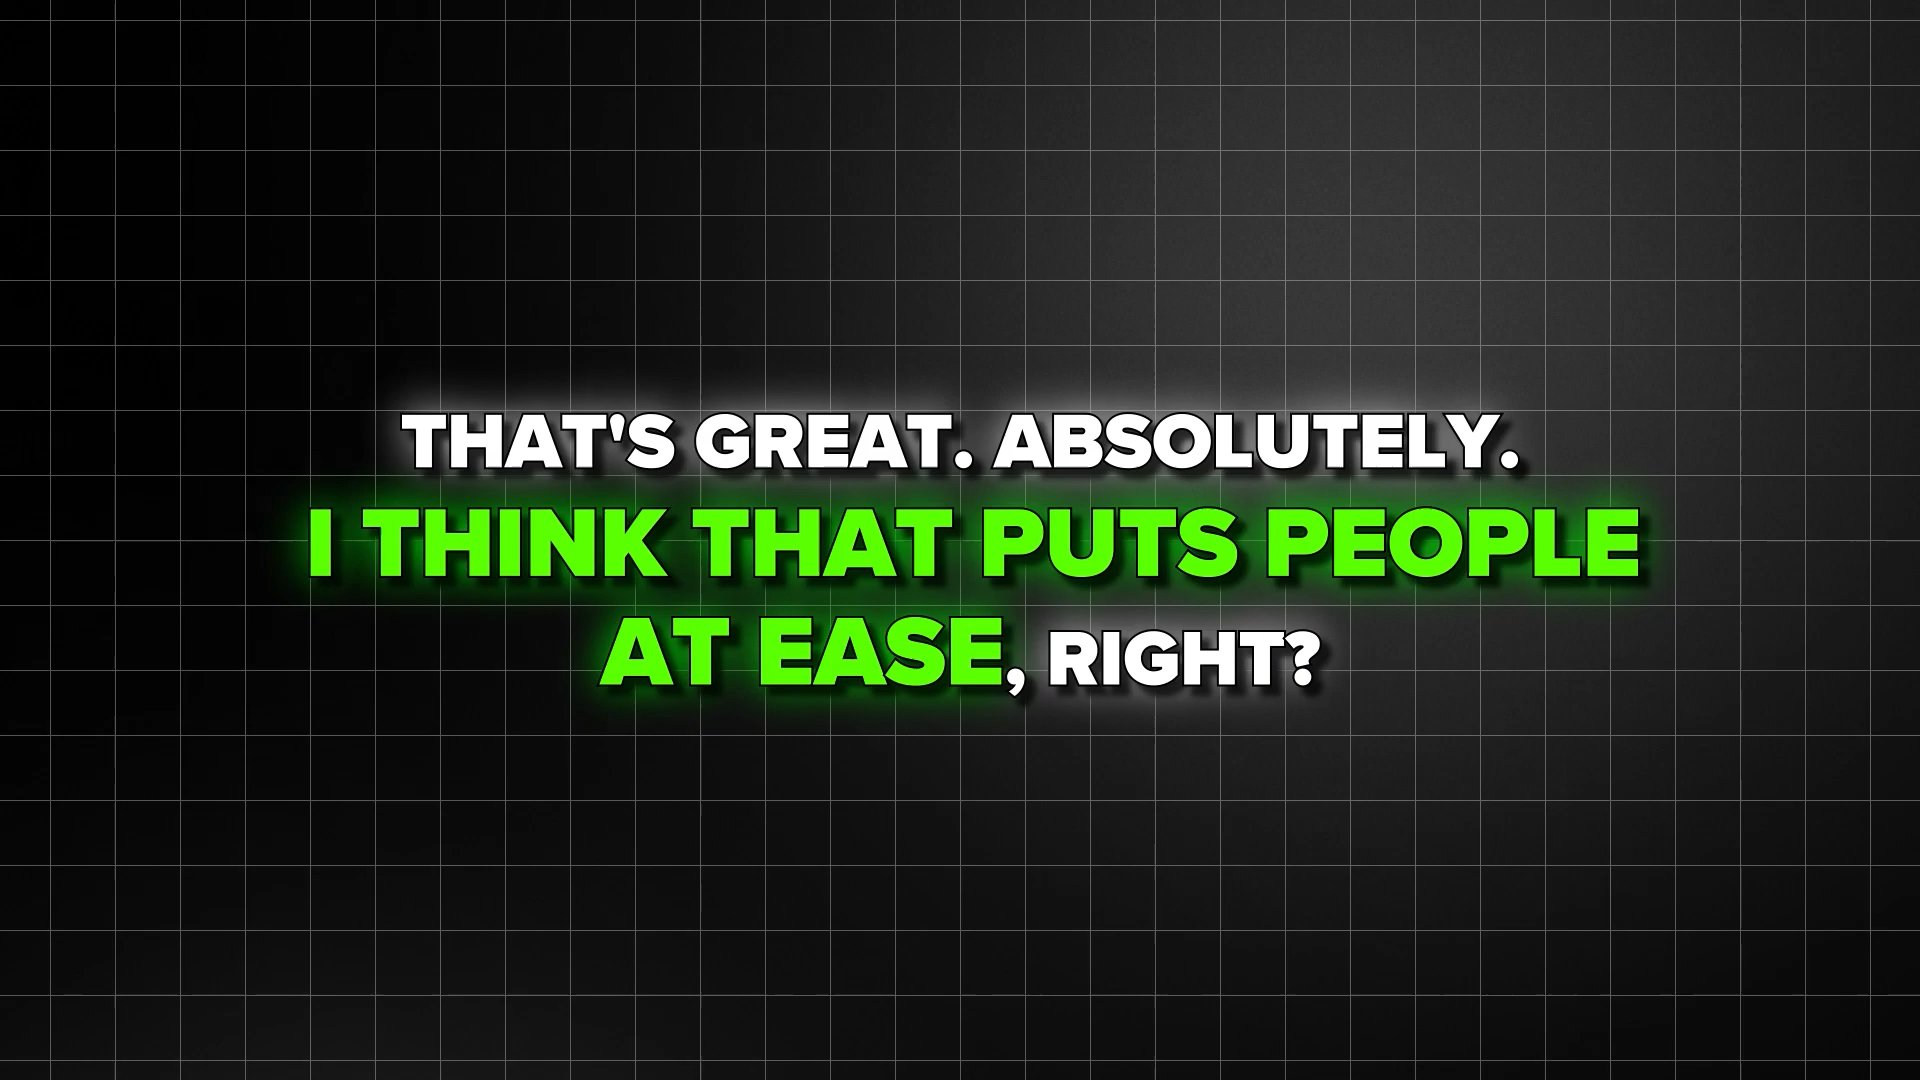 THAT'S GREAT. ABSOLUTELY.
I THINK THAT PUTS PEOPLE
AT EASE, RIGHT?